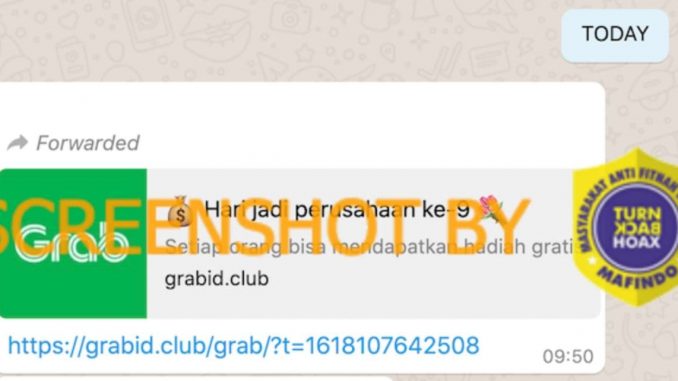 TODAY
Forwarded
💰 Hari jadi perusahaan ke-9 💐
SCREENSHOT BY
Grab
Setiap orang bisa mendapatkan hadiah grati
grabid.club
https://grabid.club/grab/?t=1618107642508
09:50
MASYARAKAT ANTI FITNAH
TURN
BACK
HOAX
MAFINDO